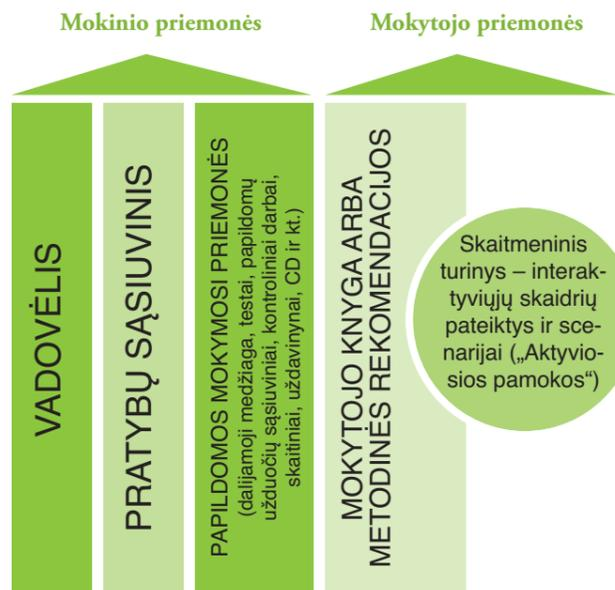 Mokinio priemonės
Mokytojo priemonės
VADOVĖLIS
PRATYBŲ SĄSIUVINIS
PAPILDOMOS MOKYMOSI PRIEMONĖS
(dalijamoji medžiaga, testai, papildomų
užduočių sąsiuviniai, kontroliniai darbai,
skaitiniai, uždavinynai, CD ir kt.)
MOKYTOJO KNYGA ARBA
METODINĖS REKOMENDACIJOS
Skaitmeninis
turinys – interak-
tyviųjų skaidrių
pateiktys ir sce-
narijai („Aktyvio-
sios pamokos“)